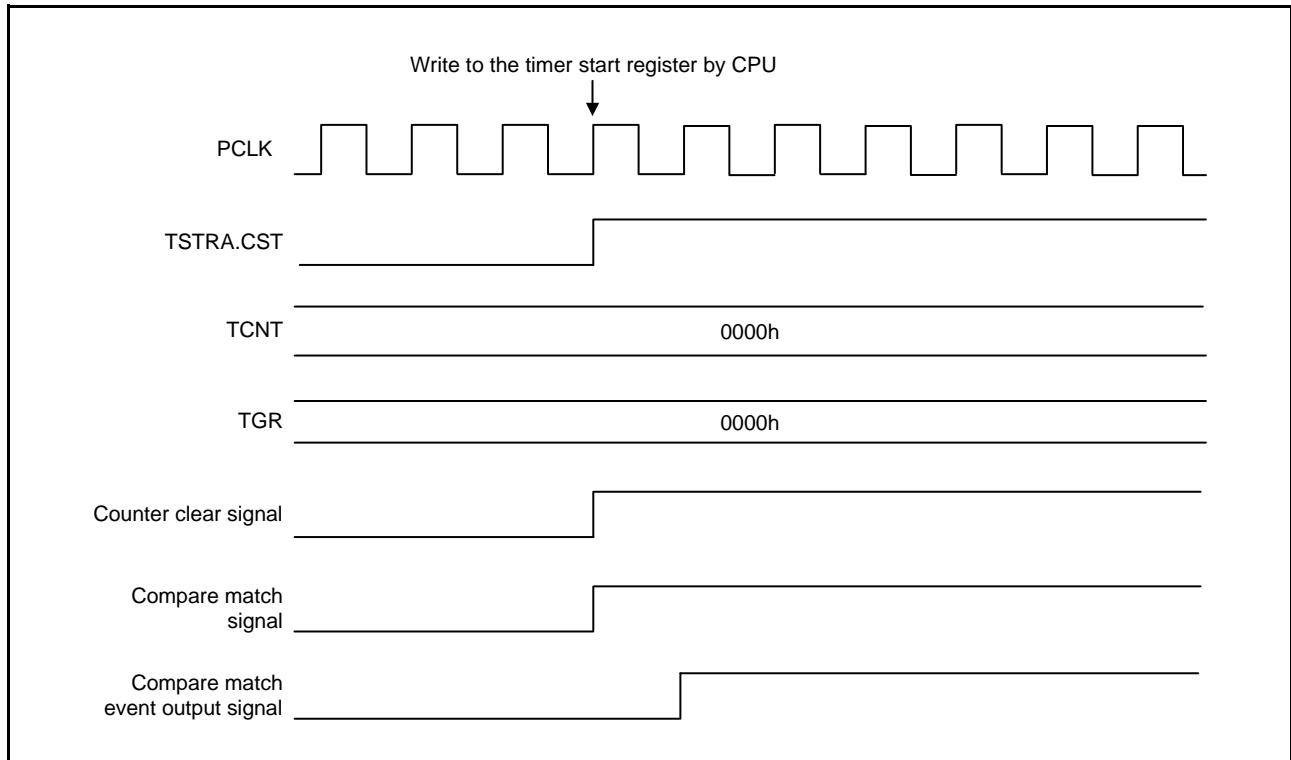 Write to the timer start register by CPU
PCLK
TSTRA.CST
TCNT
0000h
TGR
0000h
Counter clear signal
Compare match
signal
Compare match
event output signal